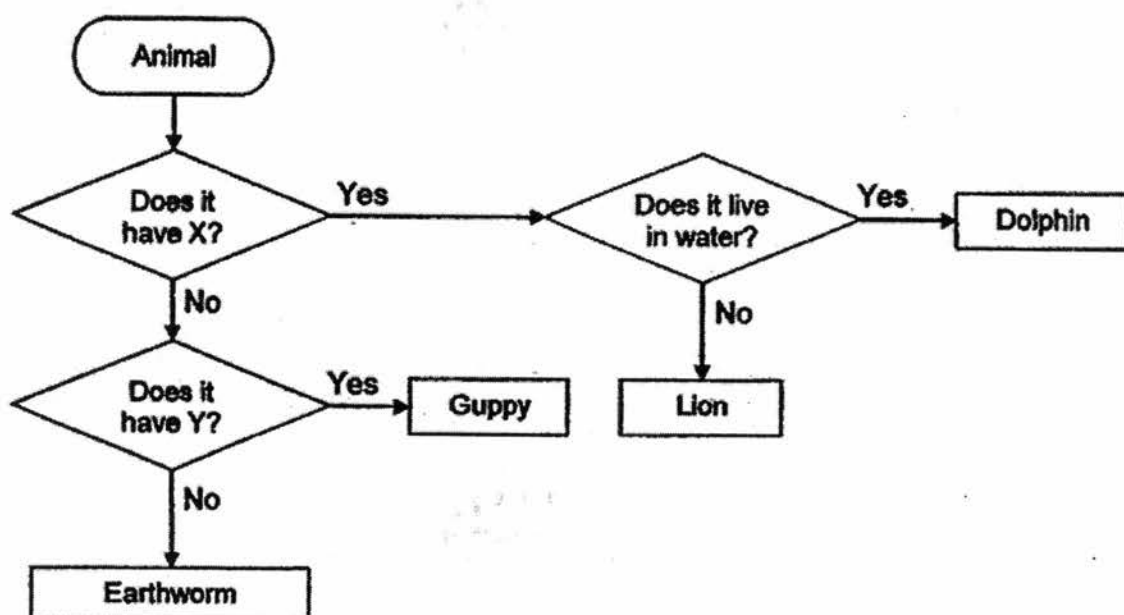 Animal
Does it
have X?
Yes
Does it live
in water?
Yes
Dolphin
No
No
Does it
have Y?
Yes
Guppy
Lion
No
Earthworm